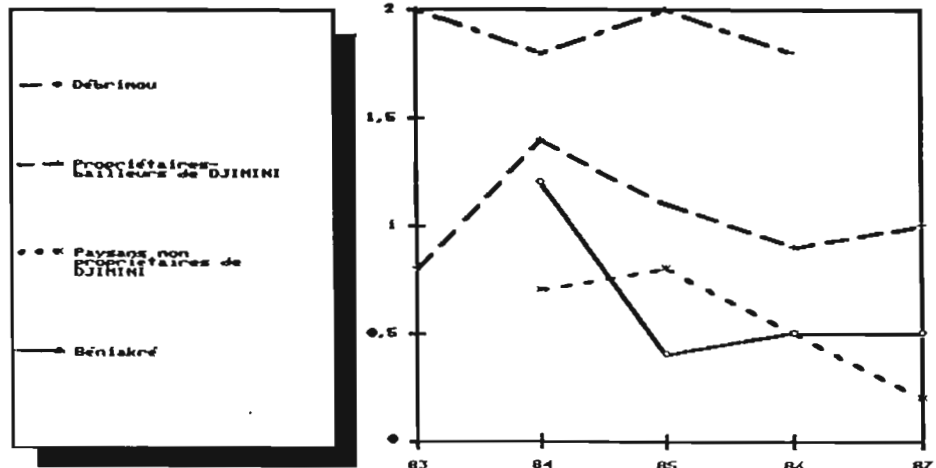 Débrimou
Propriétaires-
bailleurs de DJIMINI
Paysans non
propriétaires de
DJIMINI
Béniakré
2
1,5
1
0,5
0
83
84
85
86
87